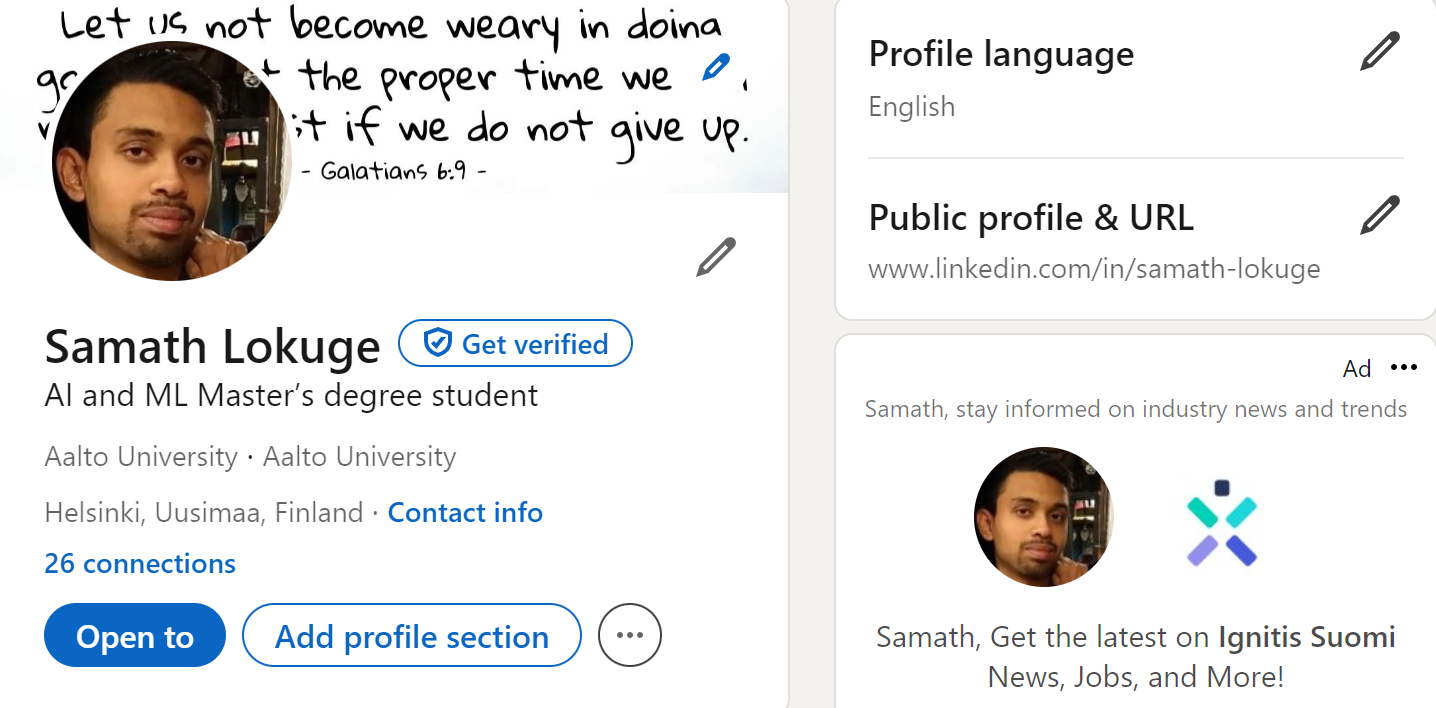 Let us not become weary in doing
the proper time we
if we do not give up.
- Galatians 6:9 -
Samath Lokuge
Get verified
AI and ML Master’s degree student
Aalto University · Aalto University
Helsinki, Uusimaa, Finland · Contact info
26 connections
Open to
Add profile section
Profile language
English
Public profile & URL
www.linkedin.com/in/samath-lokuge
Ad
Samath, stay informed on industry news and trends
Samath, Get the latest on Ignitis Suomi
News, Jobs, and More!